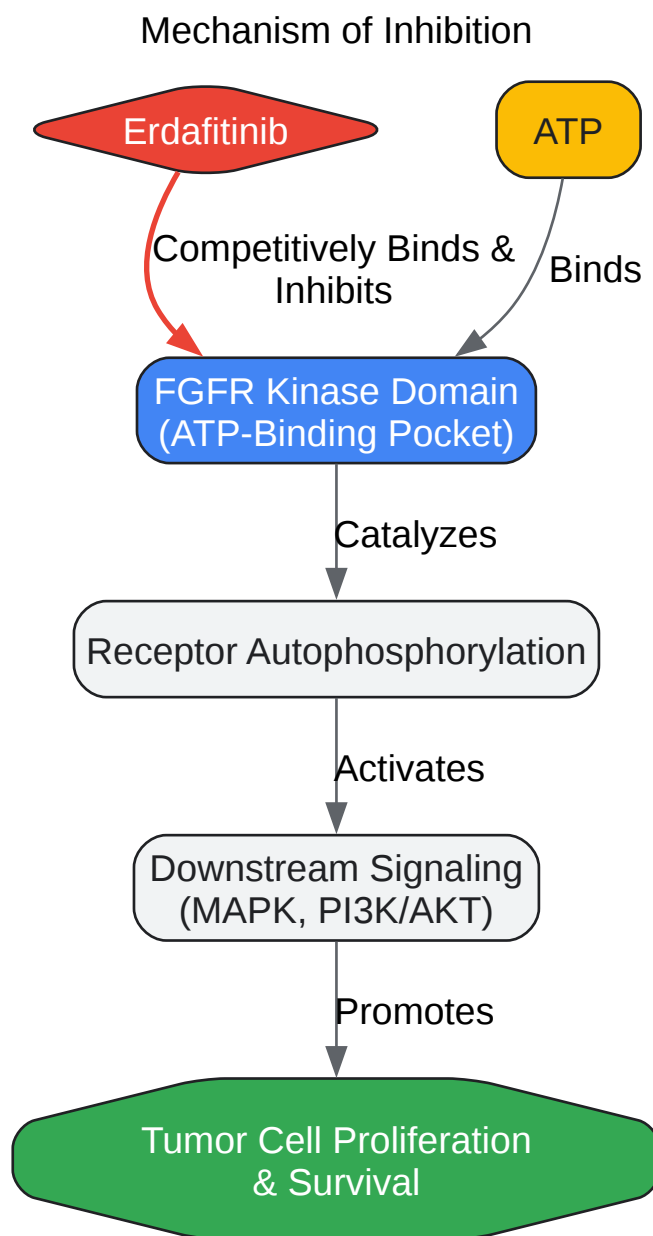 Mechanism of Inhibition
Erdafitinib
ATP
Competitively Binds &
Inhibits
Binds
FGFR Kinase Domain
(ATP-Binding Pocket)
Catalyzes
Receptor Autophosphorylation
Activates
Downstream Signaling
(MAPK, PI3K/AKT)
Promotes
Tumor Cell Proliferation
& Survival